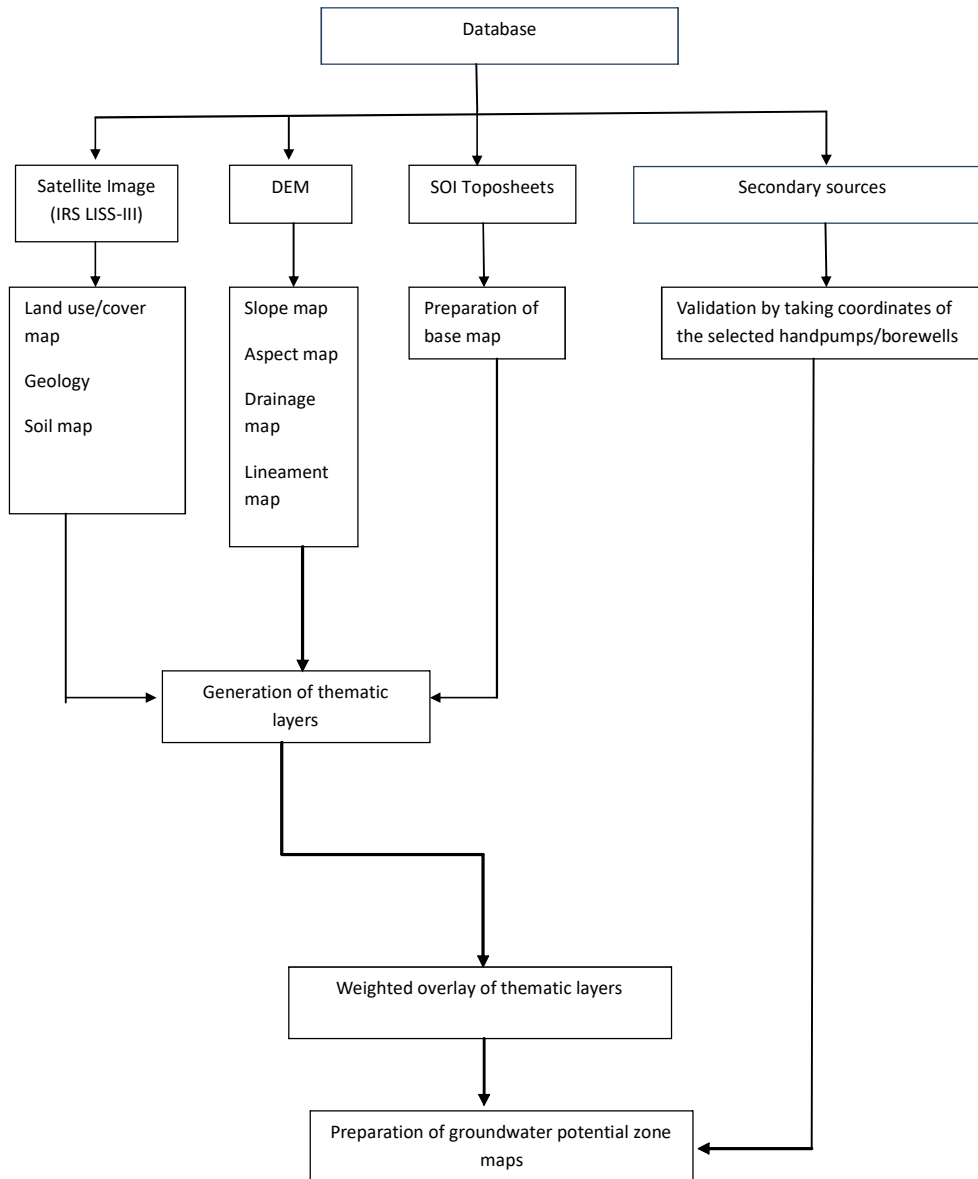 Database
Satellite Image
(IRS LISS-III)
DEM
SOI Toposheets
Secondary sources
Land use/cover
map
Geology
Soil map
Slope map
Aspect map
Drainage
map
Lineament
map
Preparation of
base map
Validation by taking coordinates of
the selected handpumps/borewells
Generation of thematic
layers
Weighted overlay of thematic layers
Preparation of groundwater potential zone
maps